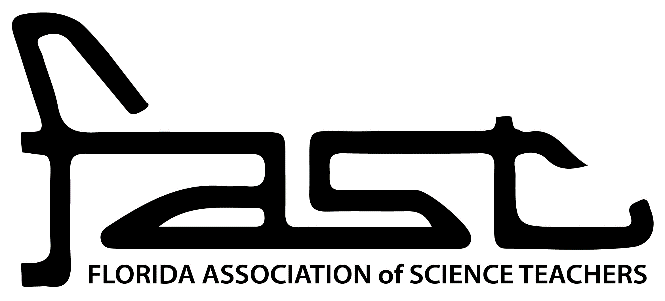 fast
FLORIDA ASSOCIATION of SCIENCE TEACHERS